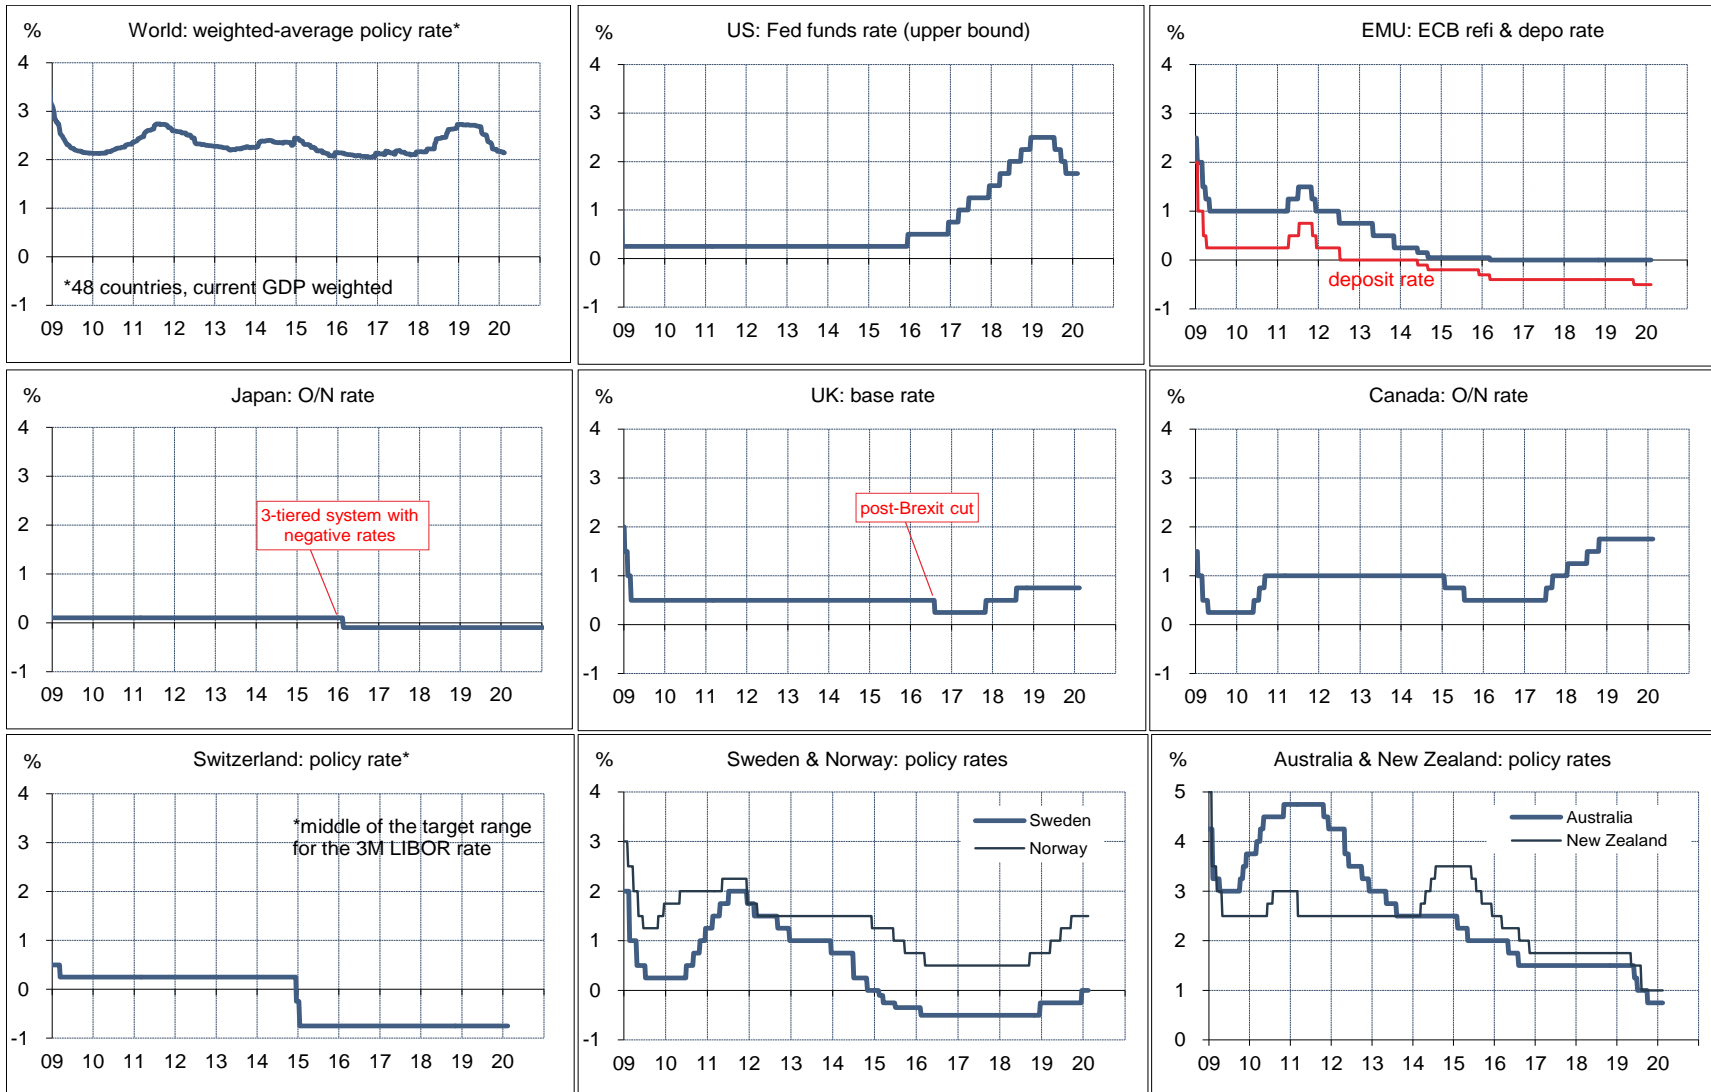 World: weighted-average policy rate*
%
4
3
2
1
0
-1
*48 countries, current GDP weighted
09 10 11 12 13 14 15 16 17 18 19 20
US: Fed funds rate (upper bound)
%
4
3
2
1
0
-1
09 10 11 12 13 14 15 16 17 18 19 20
EMU: ECB refi & depo rate
%
4
3
2
1
0
-1
deposit rate
09 10 11 12 13 14 15 16 17 18 19 20
Japan: O/N rate
%
4
3
2
1
0
-1
3-tiered system with
negative rates
09 10 11 12 13 14 15 16 17 18 19 20
UK: base rate
%
4
3
2
1
0
-1
post-Brexit cut
09 10 11 12 13 14 15 16 17 18 19 20
Canada: O/N rate
%
4
3
2
1
0
-1
09 10 11 12 13 14 15 16 17 18 19 20
Switzerland: policy rate*
%
4
3
2
1
0
-1
*middle of the target range
for the 3M LIBOR rate
09 10 11 12 13 14 15 16 17 18 19 20
Sweden & Norway: policy rates
%
4
3
2
1
0
-1
Sweden
Norway
09 10 11 12 13 14 15 16 17 18 19 20
Australia & New Zealand: policy rates
%
5
4
3
2
1
0
Australia
New Zealand
09 10 11 12 13 14 15 16 17 18 19 20